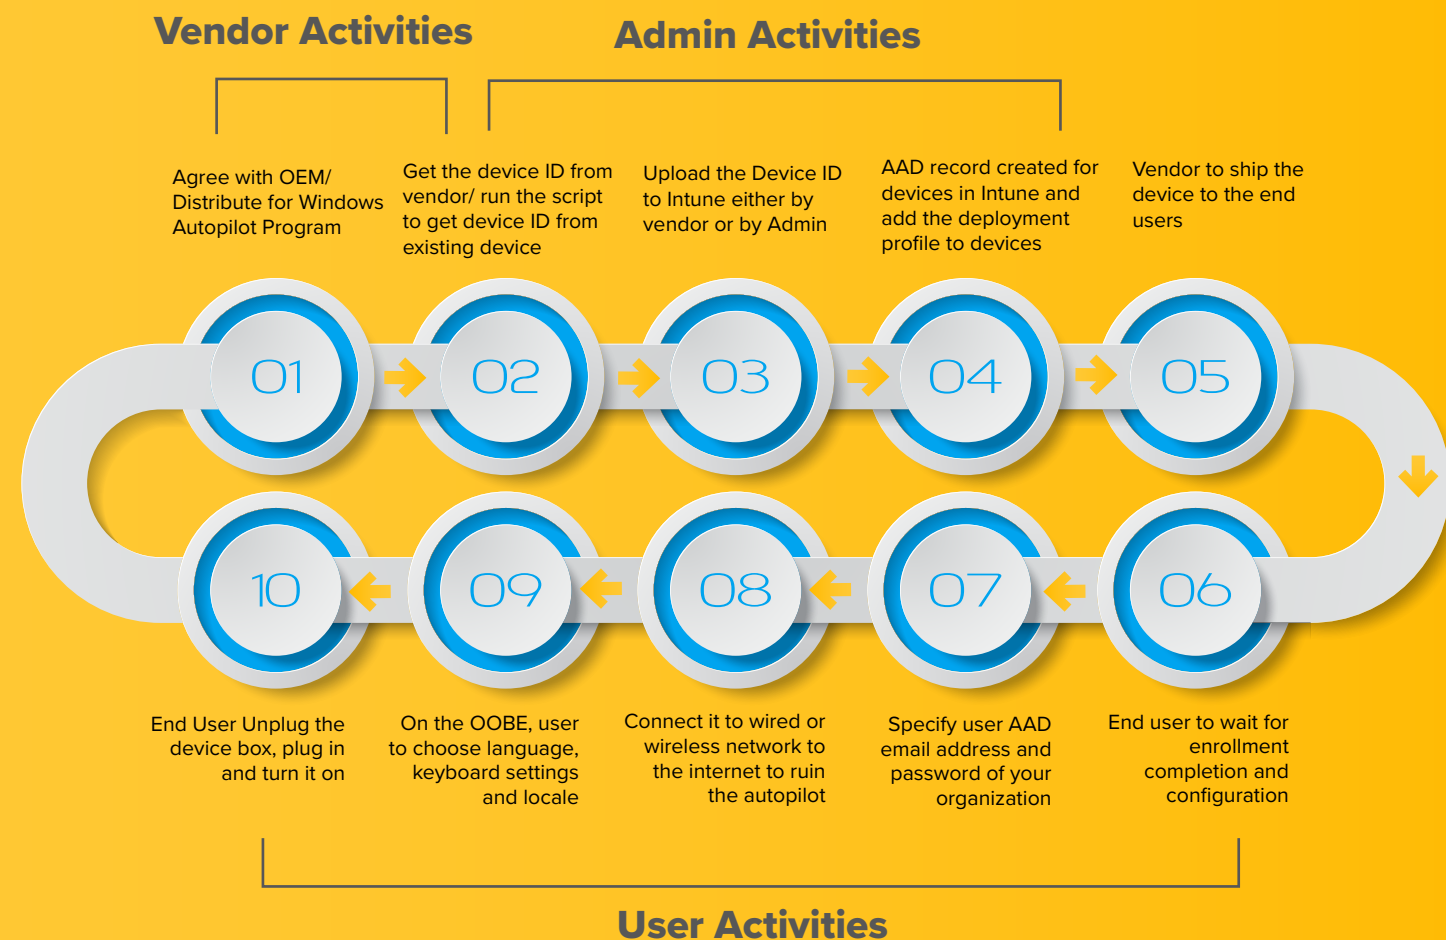 Vendor Activities
Admin Activities
Agree with OEM/
Distribute for Windows
Autopilot Program
Get the device ID from
vendor/ run the script
to get device ID from
existing device
Upload the Device ID
to Intune either by
vendor or by Admin
AAD record created for
devices in Intune and
add the deployment
profile to devices
Vendor to ship the
device to the end
users
01
02
03
04
05
10
09
08
07
06
End User Unplug the
device box, plug in
and turn it on
On the OOBE, user
to choose language,
keyboard settings
and locale
Connect it to wired or
wireless network to
the internet to ruin
the autopilot
Specify user AAD
email address and
password of your
organization
End user to wait for
enrollment
completion and
configuration
User Activities